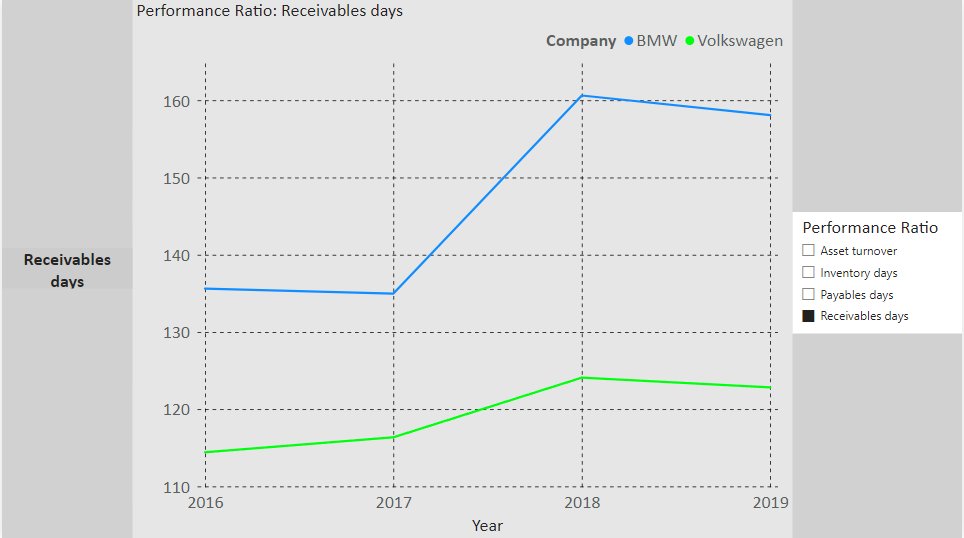 Performance Ratio: Receivables days
Company BMW Volkswagen
160
150
140
130
120
110
2016 2017 2018 2019
Year
Receivables
days
Performance Ratio
Asset turnover
Inventory days
Payables days
Receivables days